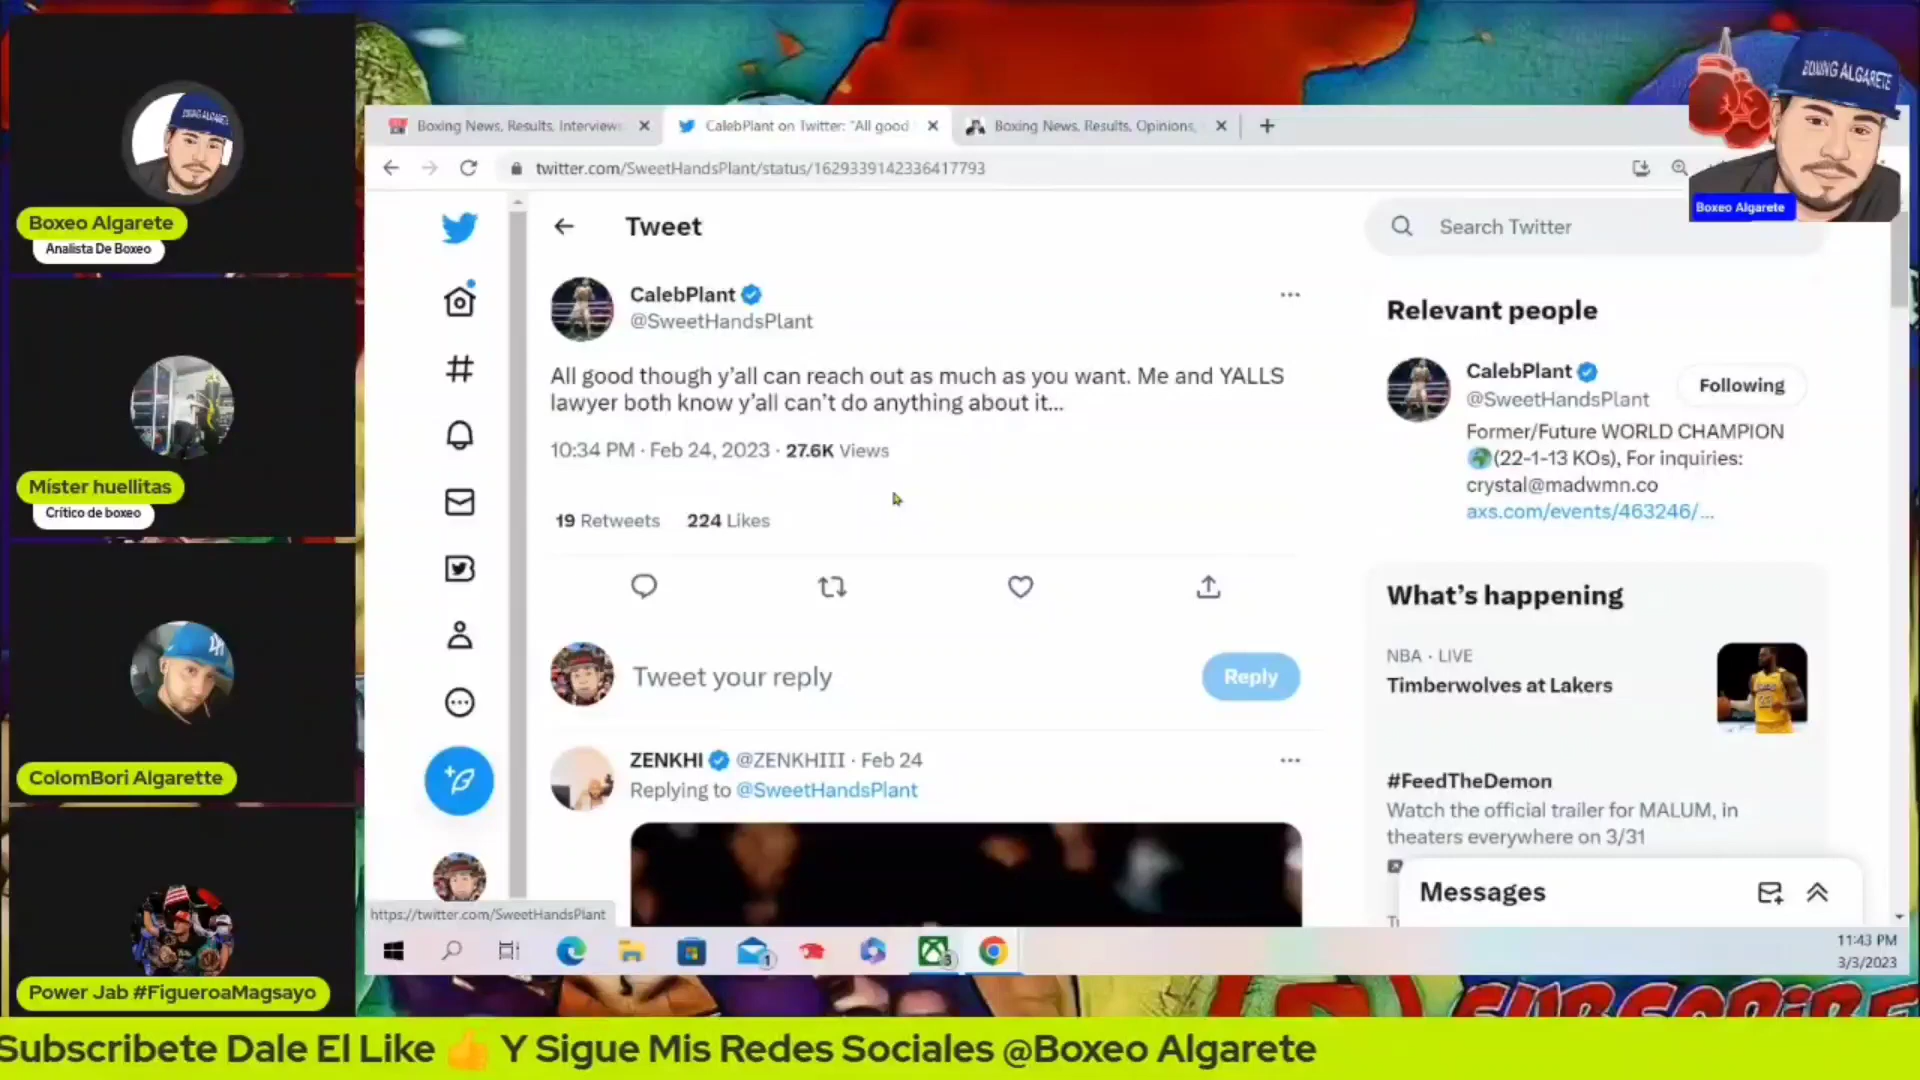 Boxeo Algarete
Analista De Boxeo
Míster huellitas
Crítico de boxeo
ColomBori Algarette
Power Jab #FigueroaMagsayo
Boxing News, Results, Interviews
CalebPlant on Twitter: "All good
Boxing News, Results, Opinions,
twitter.com/SweetHandsPlant/status/1629339142336417793
BOXING ALGARETE
Boxeo Algarete
Tweet
CalebPlant
@SweetHandsPlant
All good though y'all can reach out as much as you want. Me and YALLS
lawyer both know y'all can't do anything about it...
10:34 PM · Feb 24, 2023 · 27.6K Views
19 Retweets 224 Likes
Tweet your reply
Reply
ZENKHI @ZENKHIII · Feb 24
Replying to @SweetHandsPlant
Search Twitter
Relevant people
CalebPlant
@SweetHandsPlant
Following
Former/Future WORLD CHAMPION
(22-1-13 KOs), For inquiries:
crystal@madwmn.co
axs.com/events/463246/...
What's happening
NBA · LIVE
Timberwolves at Lakers
#FeedTheDemon
Watch the official trailer for MALUM, in
theaters everywhere on 3/31
Messages
https://twitter.com/SweetHandsPlant
1
3
11:43 PM
3/3/2023
SUBSCRIBE
Subscribete Dale El Like 👍 Y Sigue Mis Redes Sociales @Boxeo Algarete